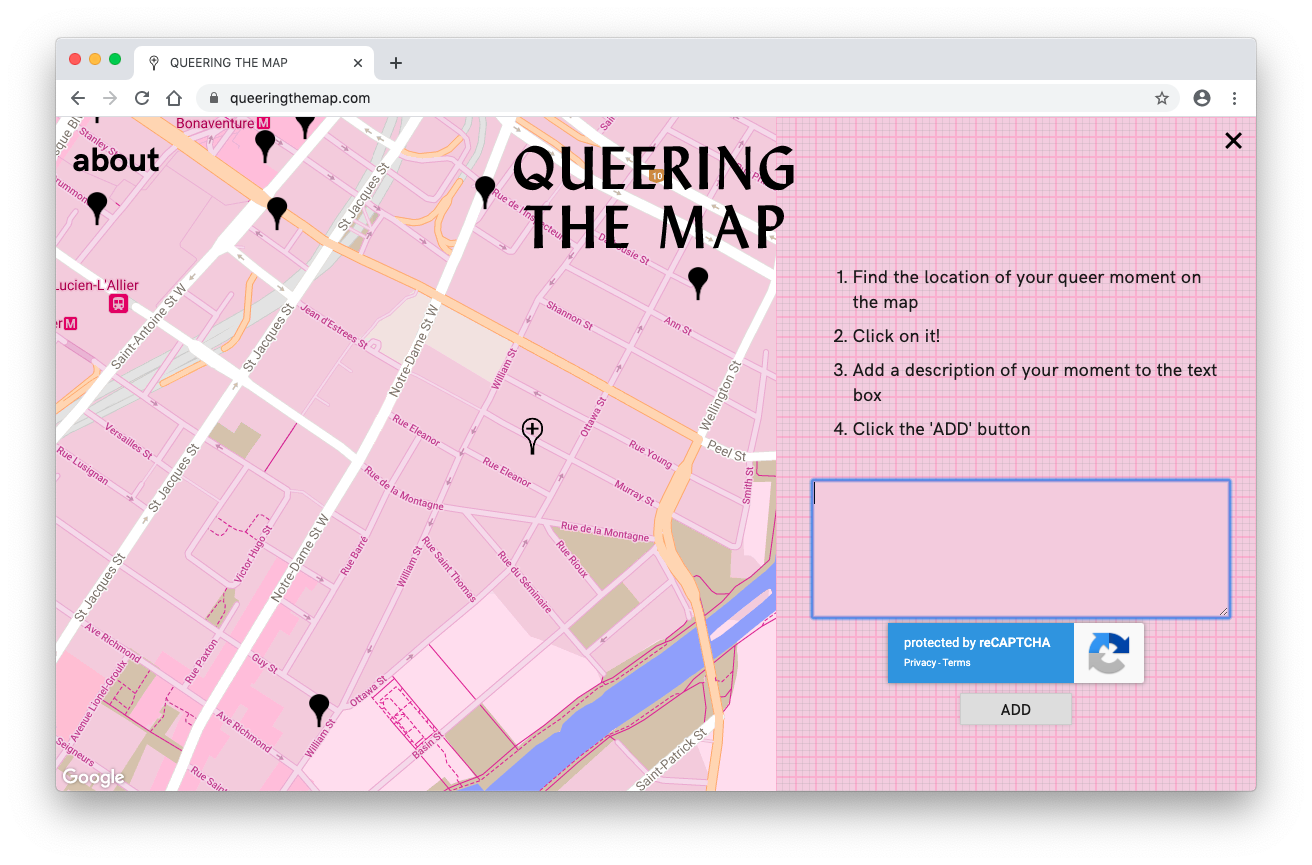 QUEERING THE MAP
queeringthemap.com
about
QUEERING
THE MAP
1. Find the location of your queer moment on
the map
2. Click on it!
3. Add a description of your moment to the text
box
4. Click the 'ADD' button
protected by reCAPTCHA
Privacy - Terms
ADD
Bonaventure M
Stanley St
St Jacques St
10
Rue de l'Inspecteur
Lucien-L'Allier
M
Saint-Antoine St W
St Jacques St
Jean d'Estrees St
Notre-Dame St W
Shannon St
Ann St
William St
Wellington St
Ottawa St
Peel St
Rue Eleanor
Rue Young
Rue Eleanor
Versailles St
Rue Lusignan
St Jacques St
Rue de la Montagne
Murray St
Smith St
Rue de la Montagne
Victor Hugo St
Notre-Dame St W
Rue Barré
William St
Rue Saint Thomas
Rue du Séminaire
Rue Rioux
St Jacques St
Ave Richmond
Rue Paxton
Guy St
Avenue Lionel-Groulx
Ottawa St
Ave Richmond
William St
Basin St
Saint-Patrick St
Seigneurs
Google